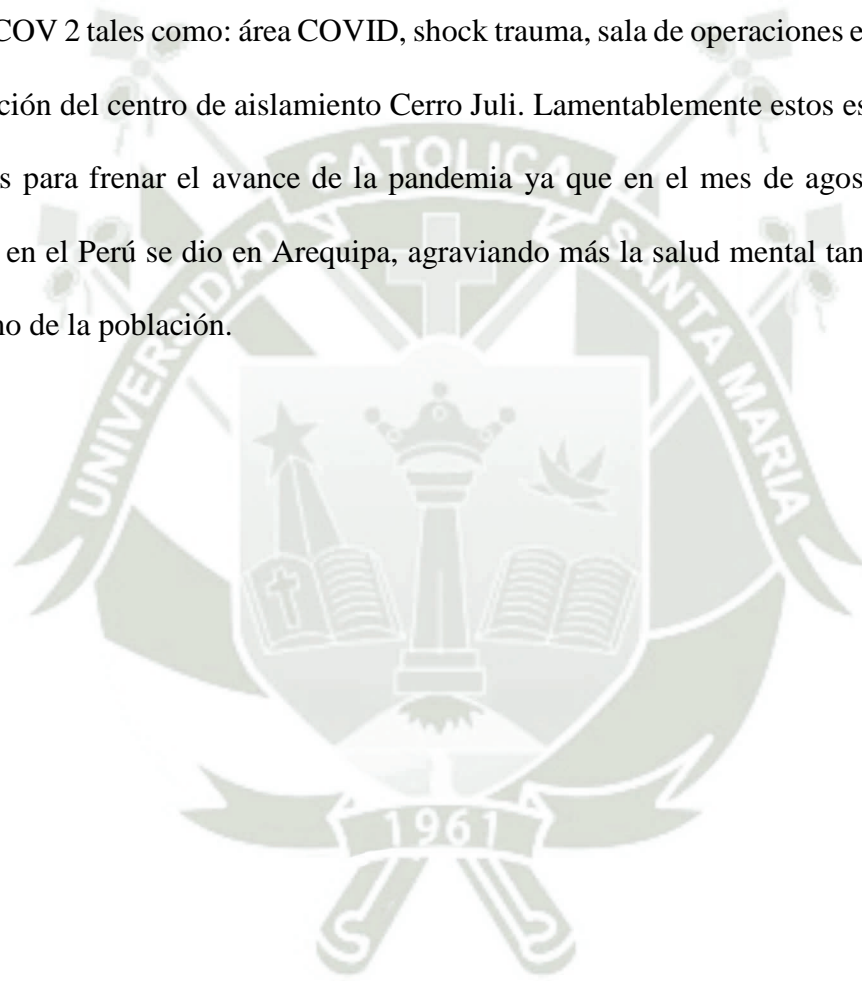 COV 2 tales como: área COVID, shock trauma, sala de operaciones e
ción del centro de aislamiento Cerro Juli. Lamentablemente estos es
s para frenar el avance de la pandemia ya que en el mes de agos
en el Perú se dio en Arequipa, agraviando más la salud mental tan
no de la población.
UNIVERSIDAD CATOLICA SANTA MARIA
1961